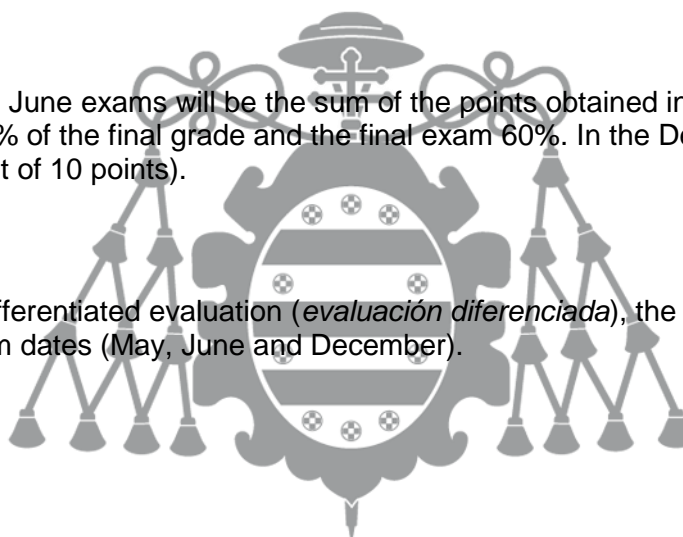 June exams will be the sum of the points obtained in
% of the final grade and the final exam 60%. In the De
t of 10 points).
fferentiated evaluation (evaluación diferenciada), the
m dates (May, June and December).